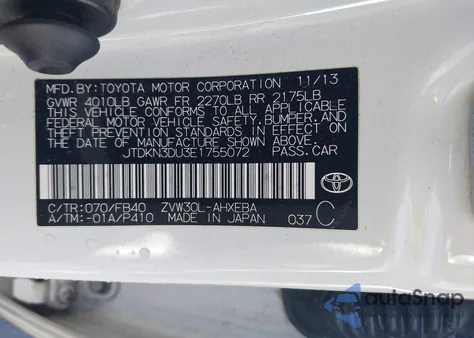 MFD.BY:TOYOTA MOTOR CORPORATION 11/13
GVWR 4010LB GAWR FR 2270LB RR 2175LB
THIS VEHICLE CONFORMS TO ALL APPLICABLE
FEDERAL MOTOR VEHICLE SAFETY, BUMPER, AND
THEFT PREVENTION STANDARDS IN EFFECT ON
THE DATE OF MANUFACTURE SHOWN ABOVE.
JTDKN3DU3E1755072 PASS.CAR
C/TR:070/FB40 ZVW30L-AHXEBA
A/TM:-01A/P410 MADE IN JAPAN 037 C
TOYOTA
autoSnap